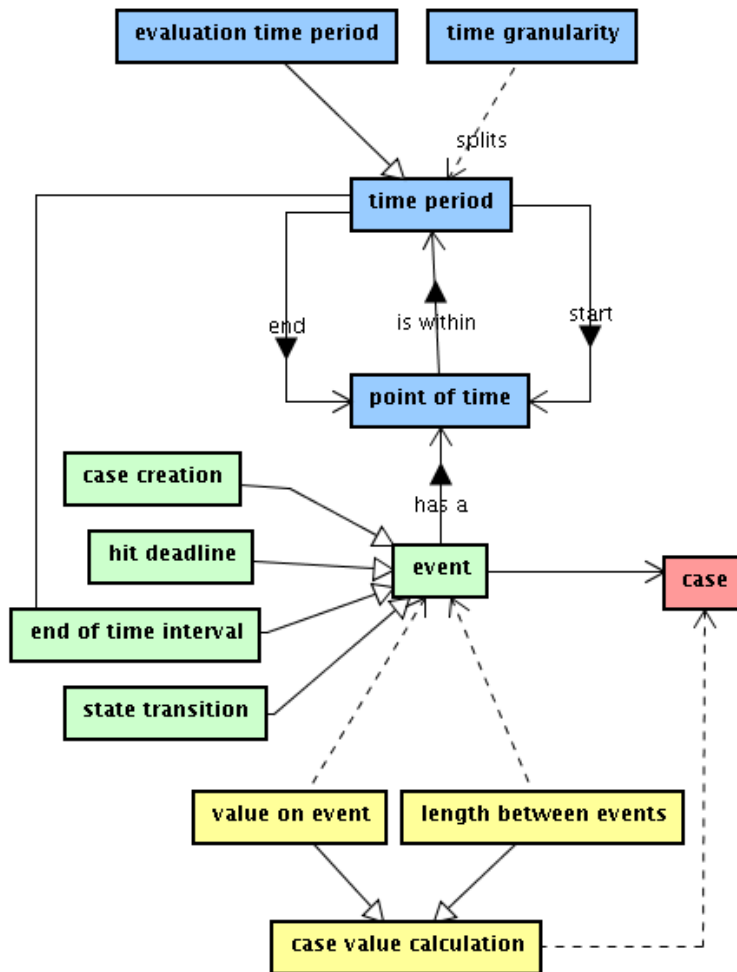 evaluation time period
time granularity
splits
time period
end
is within
start
point of time
case creation
has a
hit deadline
event
case
end of time interval
state transition
value on event
length between events
case value calculation